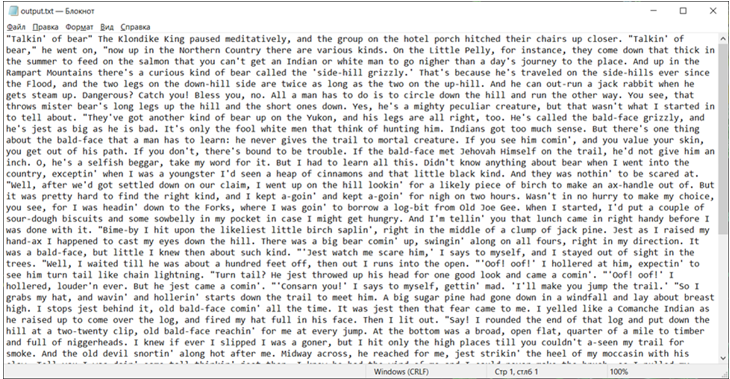 output.txt — Блокнот
Файл Правка Формат Вид Справка
"Talkin' of bear" The Klondike King paused meditatively, and the group on the hotel porch hitched their chairs up closer. "Talkin' of
bear," he went on, "now up in the Northern Country there are various kinds. On the Little Pelly, for instance, they come down that thick in
the summer to feed on the salmon that you can't get an Indian or white man to go nigher than a day's journey to the place. And up in the
Rampart Mountains there's a curious kind of bear called the 'side-hill grizzly.' That's because he's traveled on the side-hills ever since
the Flood, and the two legs on the down-hill side are twice as long as the two on the up-hill. And he can out-run a jack rabbit when he
gets steam up. Dangerous? Catch you! Bless you, no. All a man has to do is to circle down the hill and run the other way. You see, that
throws mister bear's long legs up the hill and the short ones down. Yes, he's a mighty peculiar creature, but that wasn't what I started in
to tell about. "They've got another kind of bear up on the Yukon, and his legs are all right, too. He's called the bald-face grizzly, and
he's jest as big as he is bad. It's only the fool white men that think of hunting him. Indians got too much sense. But there's one thing
about the bald-face that a man has to learn: he never gives the trail to mortal creature. If you see him comin', and you value your skin,
you get out of his path. If you don't, there's bound to be trouble. If the bald-face met Jehovah Himself on the trail, he'd not give him an
inch. O, he's a selfish beggar, take my word for it. But I had to learn all this. Didn't know anything about bear when I went into the
country, exceptin' when I was a youngster I'd seen a heap of cinnamons and that little black kind. And they was nothin' to be scared at.
"Well, after we'd got settled down on our claim, I went up on the hill lookin' for a likely piece of birch to make an ax-handle out of. But
it was pretty hard to find the right kind, and I kept a-goin' and kept a-goin' for nigh on two hours. Wasn't in no hurry to make my choice,
you see, for I was headin' down to the Forks, where I was goin' to borrow a log-bit from Old Joe Gee. When I started, I'd put a couple of
sour-dough biscuits and some sowbelly in my pocket in case I might get hungry. And I'm tellin' you that lunch came in right handy before I
was done with it. "Bime-by I hit upon the likeliest little birch saplin', right in the middle of a clump of jack pine. Jest as I raised my
hand-ax I happened to cast my eyes down the hill. There was a big bear comin' up, swingin' along on all fours, right in my direction. It
was a bald-face, but little I knew then about such kind. "'Jest watch me scare him,' I says to myself, and I stayed out of sight in the
trees. "Well, I waited till he was about a hundred feet off, then out I runs into the open. "'Oof! oof!' I hollered at him, expectin' to
see him turn tail like chain lightning. "Turn tail? He jest throwed up his head for one good look and came a comin'. "'Oof! oof!' I
hollered, louder'n ever. But he jest came a comin'. "'Consarn you!' I says to myself, gettin' mad. 'I'll make you jump the trail.' "So I
grabs my hat, and wavin' and hollerin' starts down the trail to meet him. A big sugar pine had gone down in a windfall and lay about breast
high. I stops jest behind it, old bald-face comin' all the time. It was jest then that fear came to me. I yelled like a Comanche Indian as
he raised up to come over the log, and fired my hat full in his face. Then I lit out. "Say! I rounded the end of that log and put down the
hill at a two-twenty clip, old bald-face reachin' for me at every jump. At the bottom was a broad, open flat, quarter of a mile to timber
and full of niggerheads. I knew if ever I slipped I was a goner, but I hit only the high places till you couldn't a-seen my trail for
smoke. And the old devil snortin' along hot after me. Midway across, he reached for me, jest strikin' the heel of my moccasin with his
Windows (CRLF) Стр 1, стлб 1 100%